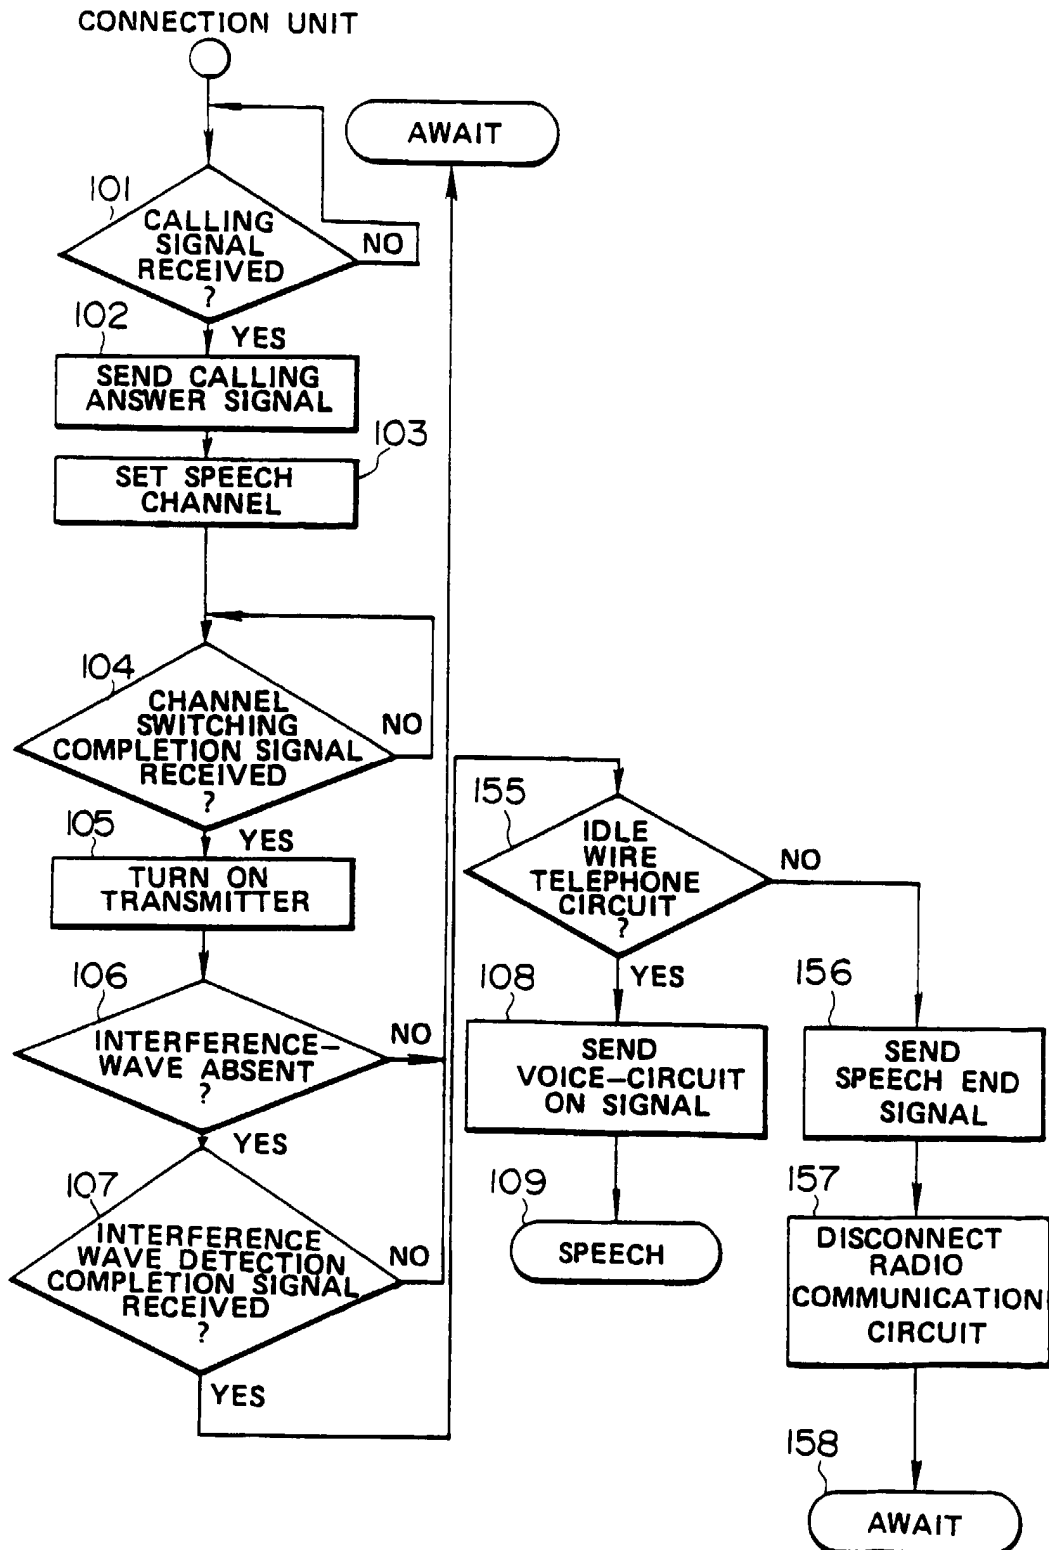 CONNECTION UNIT
AWAIT
101
CALLING
SIGNAL
RECEIVED
?
NO
YES
102
SEND CALLING
ANSWER SIGNAL
103
SET SPEECH
CHANNEL
104
CHANNEL
SWITCHING
COMPLETION SIGNAL
RECEIVED
?
NO
YES
105
TURN ON
TRANSMITTER
106
INTERFERENCE-
WAVE ABSENT
?
NO
YES
107
INTERFERENCE
WAVE DETECTION
COMPLETION SIGNAL
RECEIVED
?
NO
YES
155
IDLE
WIRE
TELEPHONE
CIRCUIT
?
NO
YES
108
SEND
VOICE-CIRCUIT
ON SIGNAL
109
SPEECH
156
SEND
SPEECH END
SIGNAL
157
DISCONNECT
RADIO
COMMUNICATION
CIRCUIT
158
AWAIT